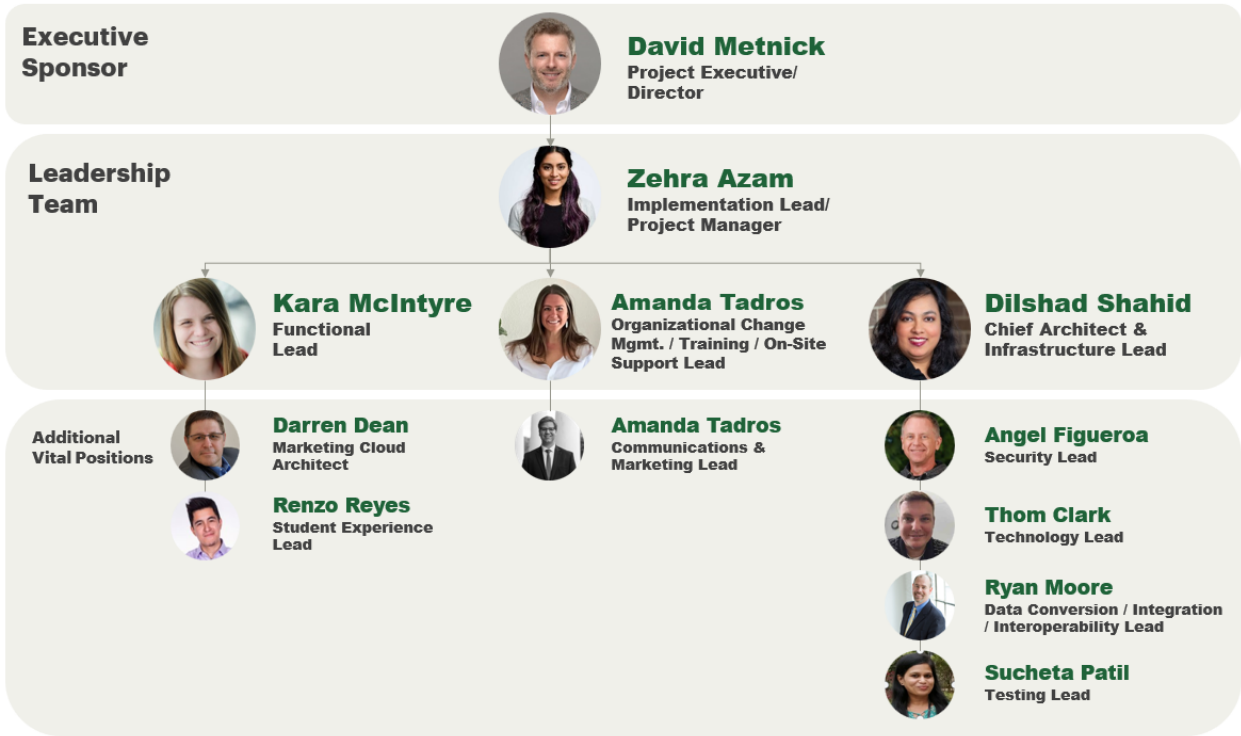 Executive
Sponsor
David Metnick
Project Executive/
Director
Leadership
Team
Zehra Azam
Implementation Lead/
Project Manager
Kara McIntyre
Functional
Lead
Amanda Tadros
Organizational Change
Mgmt. / Training / On-Site
Support Lead
Dilshad Shahid
Chief Architect &
Infrastructure Lead
Additional
Vital Positions
Darren Dean
Marketing Cloud
Architect
Renzo Reyes
Student Experience
Lead
Amanda Tadros
Communications &
Marketing Lead
Angel Figueroa
Security Lead
Thom Clark
Technology Lead
Ryan Moore
Data Conversion / Integration
/ Interoperability Lead
Sucheta Patil
Testing Lead